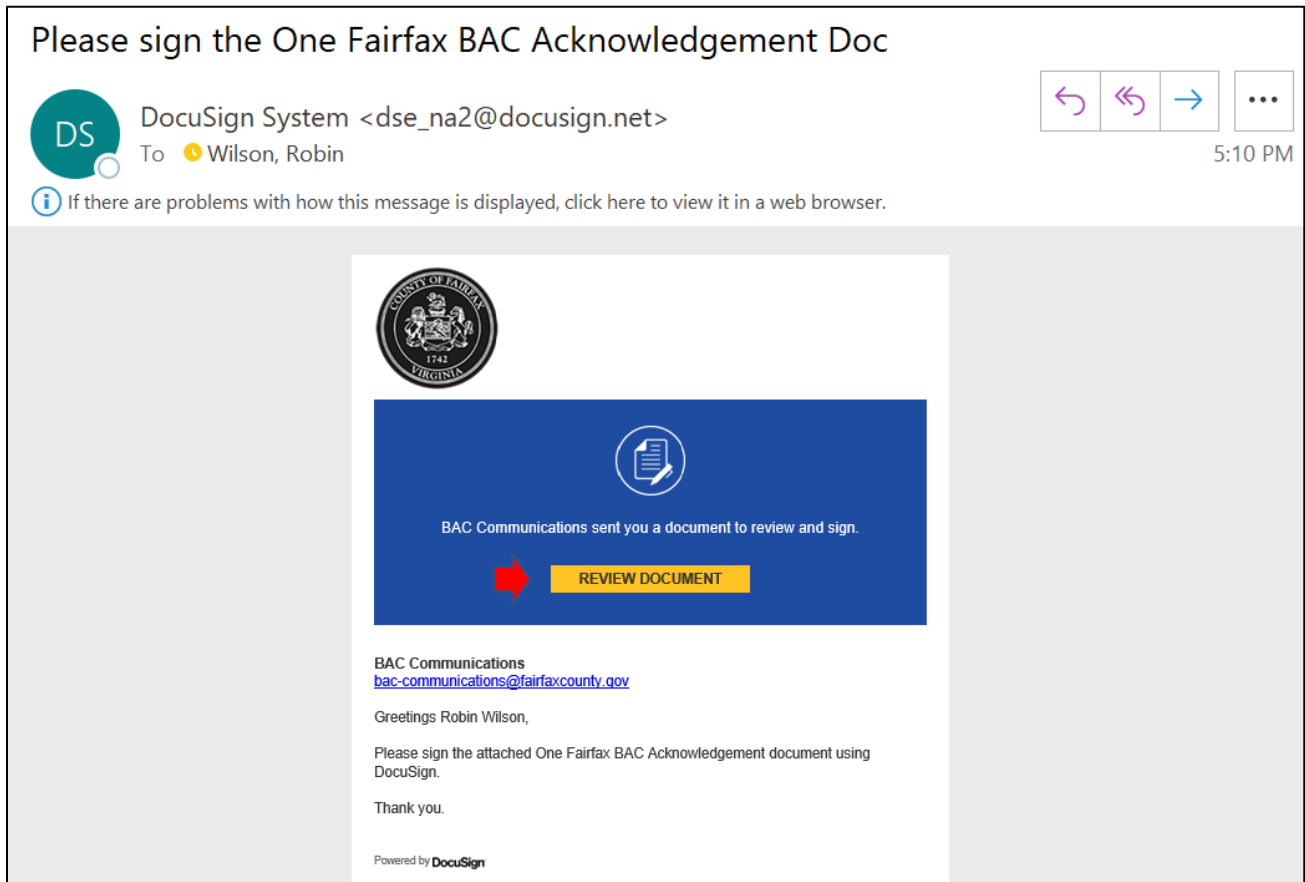 Please sign the One Fairfax BAC Acknowledgement Doc
DS
DocuSign System <dse_na2@docusign.net>
To Wilson, Robin
5:10 PM
If there are problems with how this message is displayed, click here to view it in a web browser.
COUNTY OF FAIRFAX
1742
VIRGINIA
BAC Communications sent you a document to review and sign.
REVIEW DOCUMENT
BAC Communications
bac-communications@fairfaxcounty.gov
Greetings Robin Wilson,
Please sign the attached One Fairfax BAC Acknowledgement document using
DocuSign.
Thank you.
Powered by DocuSign